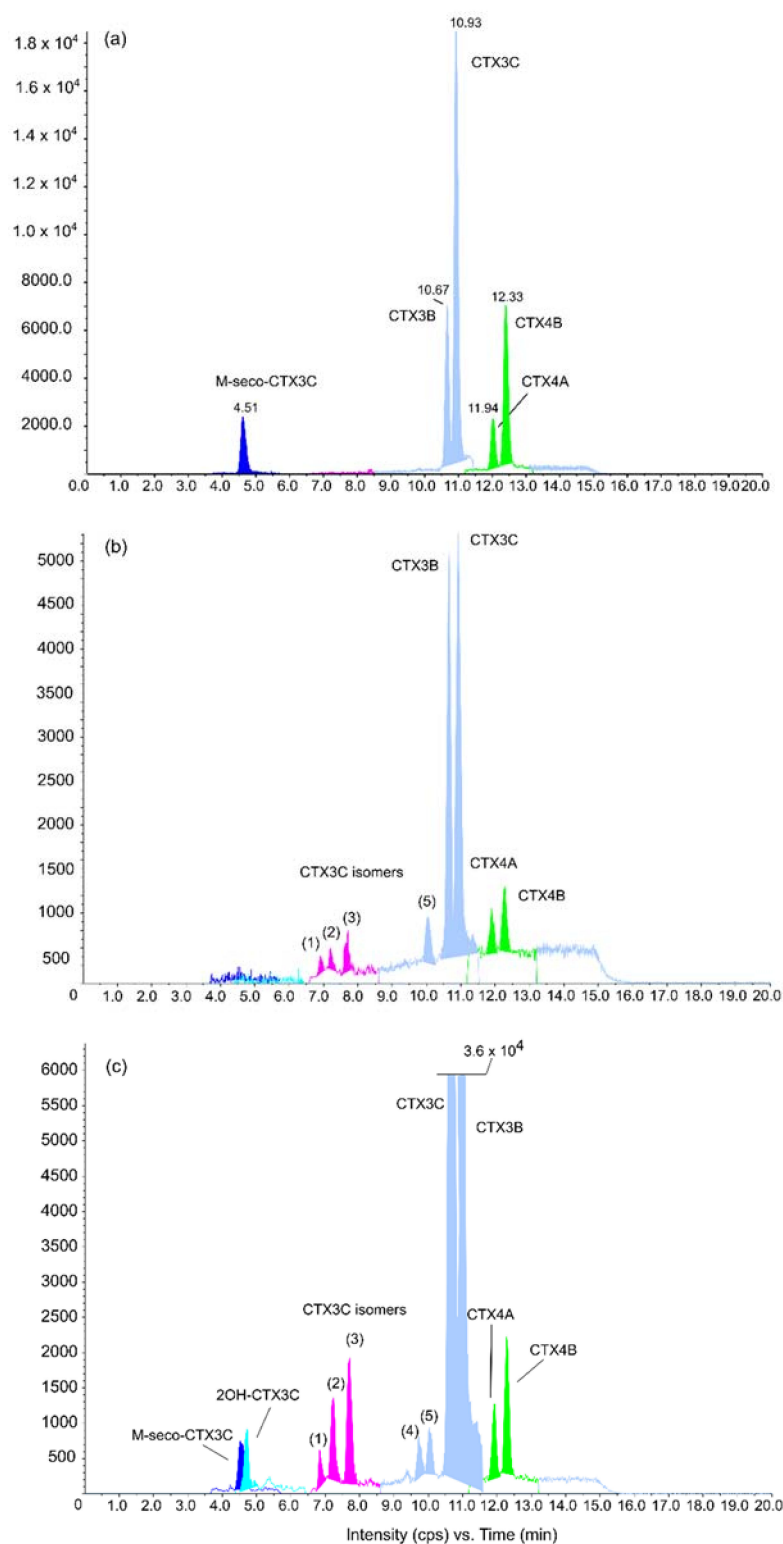 (a)
10.93
1.8 x 10⁴
CTX3C
1.6 x 10⁴
1.4 x 10⁴
1.2 x 10⁴
1.0 x 10⁴
8000.0
10.67
12.33
CTX3B
CTX4B
6000.0
4000.0
M-seco-CTX3C
CTX4A
4.51
11.94
2000.0
0.0 1.0 2.0 3.0 4.0 5.0 6.0 7.0 8.0 9.0 10.0 11.0 12.0 13.0 14.0 15.0 16.0 17.0 18.0 19.0 20.0
(b)
CTX3C
5000
CTX3B
4500
4000
3500
3000
2500
2000
1500
CTX3C isomers
CTX4A
1000
(1) (2) (3) (5)
CTX4B
500
0.0 1.0 2.0 3.0 4.0 5.0 6.0 7.0 8.0 9.0 10.0 11.0 12.0 13.0 14.0 15.0 16.0 17.0 18.0 19.0 20.0
3.6 x 10⁴
(c)
6000
CTX3C
5500
CTX3B
5000
4500
4000
3500
3000
2500
CTX3C isomers
CTX4A
2000
(3)
CTX4B
1500
2OH-CTX3C
(2)
1000
M-seco-CTX3C
(1) (4) (5)
500
1.0 2.0 3.0 4.0 5.0 6.0 7.0 8.0 9.0 10.0 11.0 12.0 13.0 14.0 15.0 16.0 17.0 18.0 19.0 20.0
Intensity (cps) vs. Time (min)